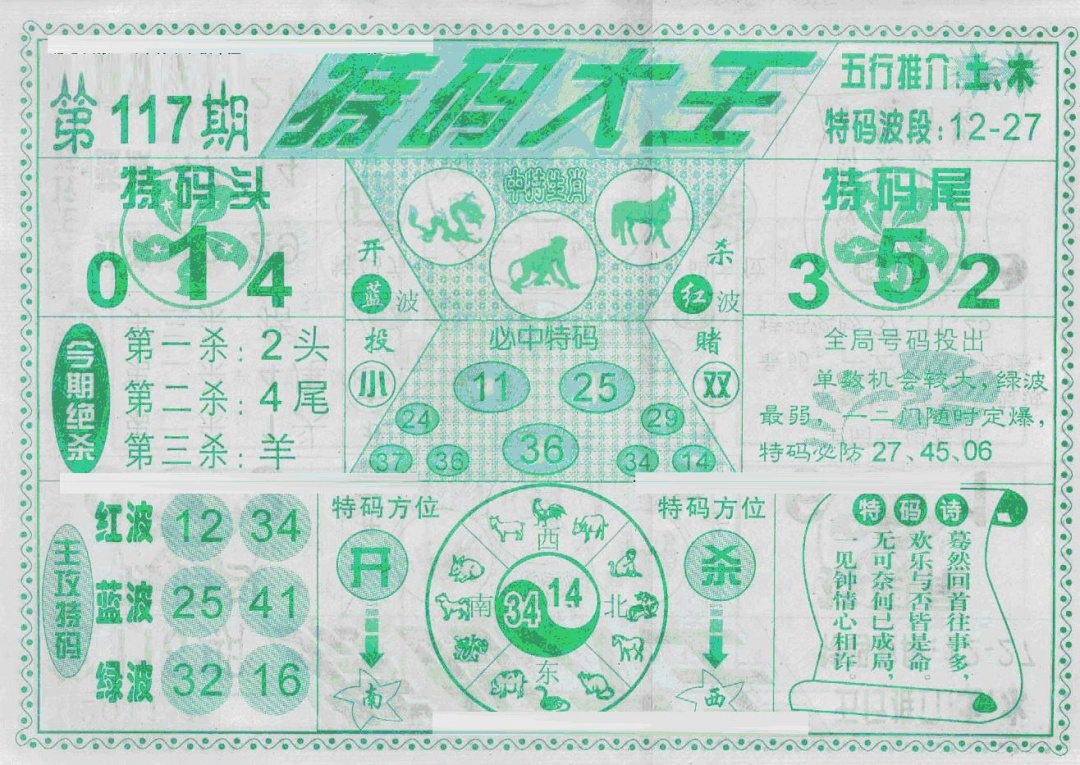 第117期
特码大王
五行推介:土、木
特码波段:12-27
特码头
0 1 4
中特生肖
开蓝波
杀红波
特码尾
3 5 2
今期绝杀
第一杀:2头
第二杀:4尾
第三杀:羊
投小
必中特码
赌双
11 25
24 29
36
37 36 34 14
全局号码投出
单数机会较大,绿波
最弱,一二门随时定爆,
特码必防27、45、06
主攻特码
红波 12 34
蓝波 25 41
绿波 32 16
特码方位
开
南
西
南 北
东
34 14
特码方位
杀
西
特码诗
蓦然回首往事多,
欢乐与否皆是命。
无可奈何已成局,
一见钟情心相许。